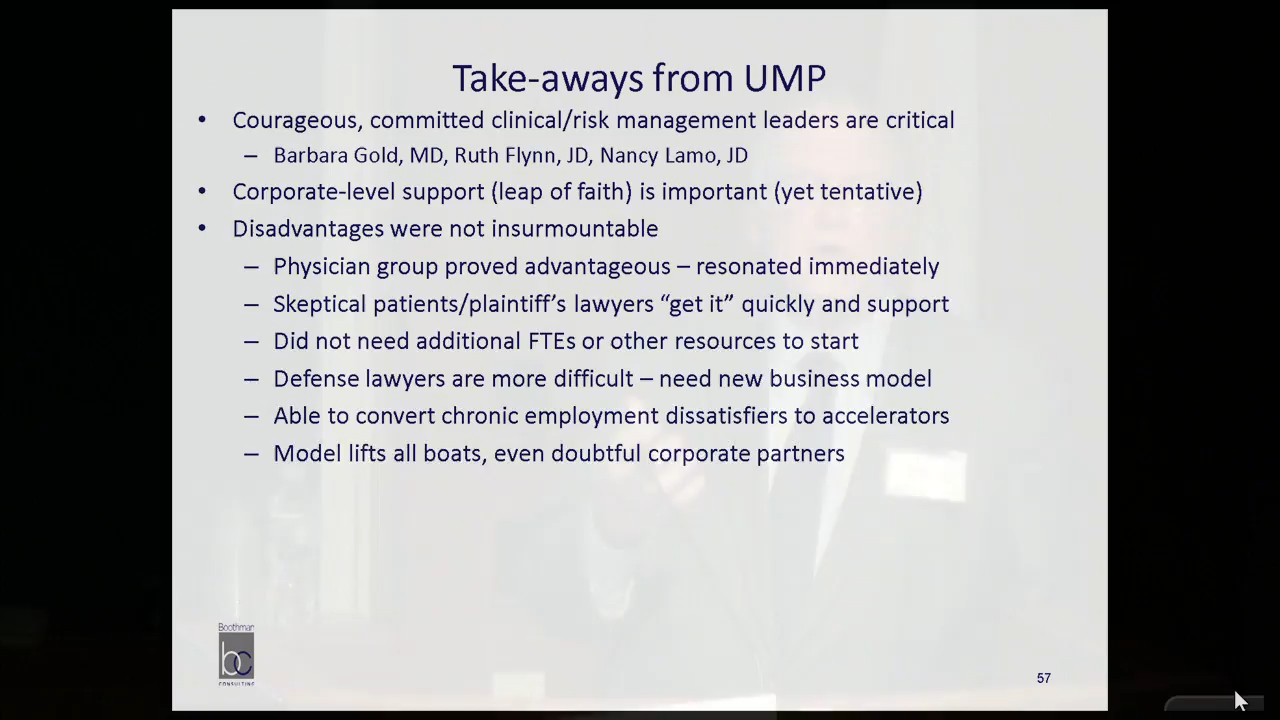 Take-aways from UMP
• Courageous, committed clinical/risk management leaders are critical
– Barbara Gold, MD, Ruth Flynn, JD, Nancy Lamo, JD
• Corporate-level support (leap of faith) is important (yet tentative)
• Disadvantages were not insurmountable
– Physician group proved advantageous – resonated immediately
– Skeptical patients/plaintiff’s lawyers “get it” quickly and support
– Did not need additional FTEs or other resources to start
– Defense lawyers are more difficult – need new business model
– Able to convert chronic employment dissatisfiers to accelerators
– Model lifts all boats, even doubtful corporate partners
Boothman
bc
CONSULTING
57